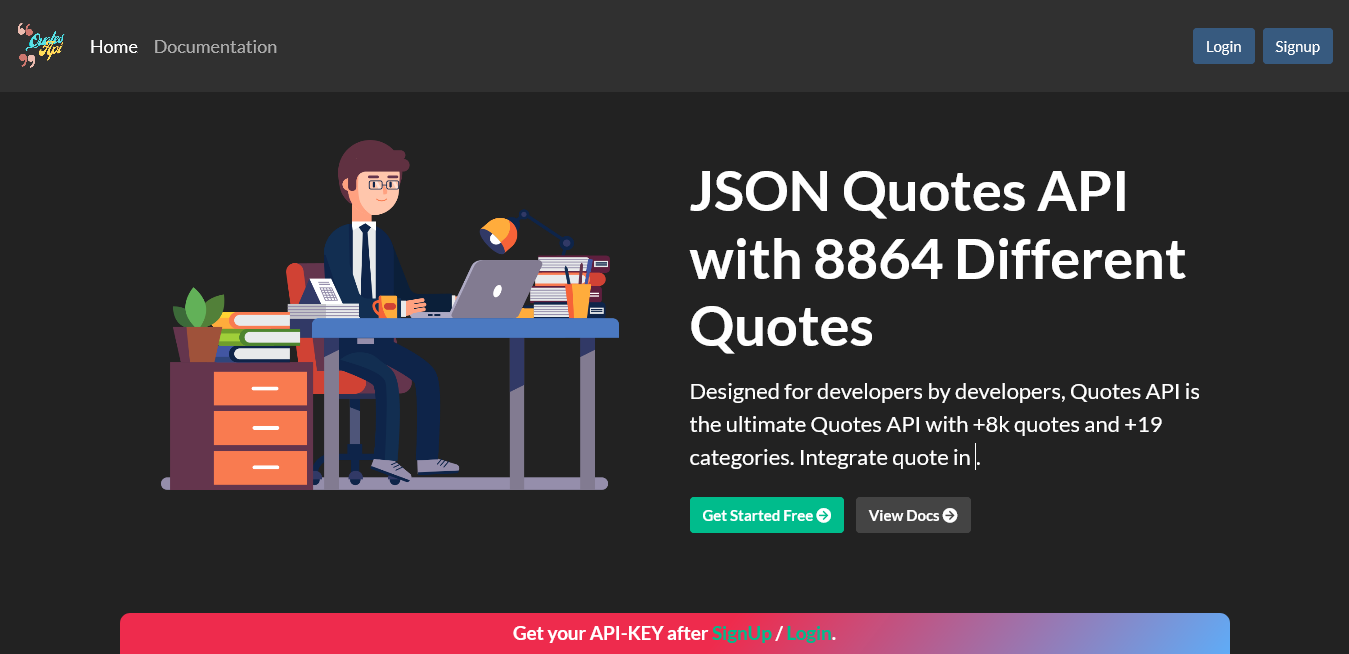 Quotes
Api
Home
Documentation
Login
Signup
JSON Quotes API
with 8864 Different
Quotes
Designed for developers by developers, Quotes API is
the ultimate Quotes API with +8k quotes and +19
categories. Integrate quote in .
Get Started Free
View Docs
Get your API-KEY after SignUp / Login.